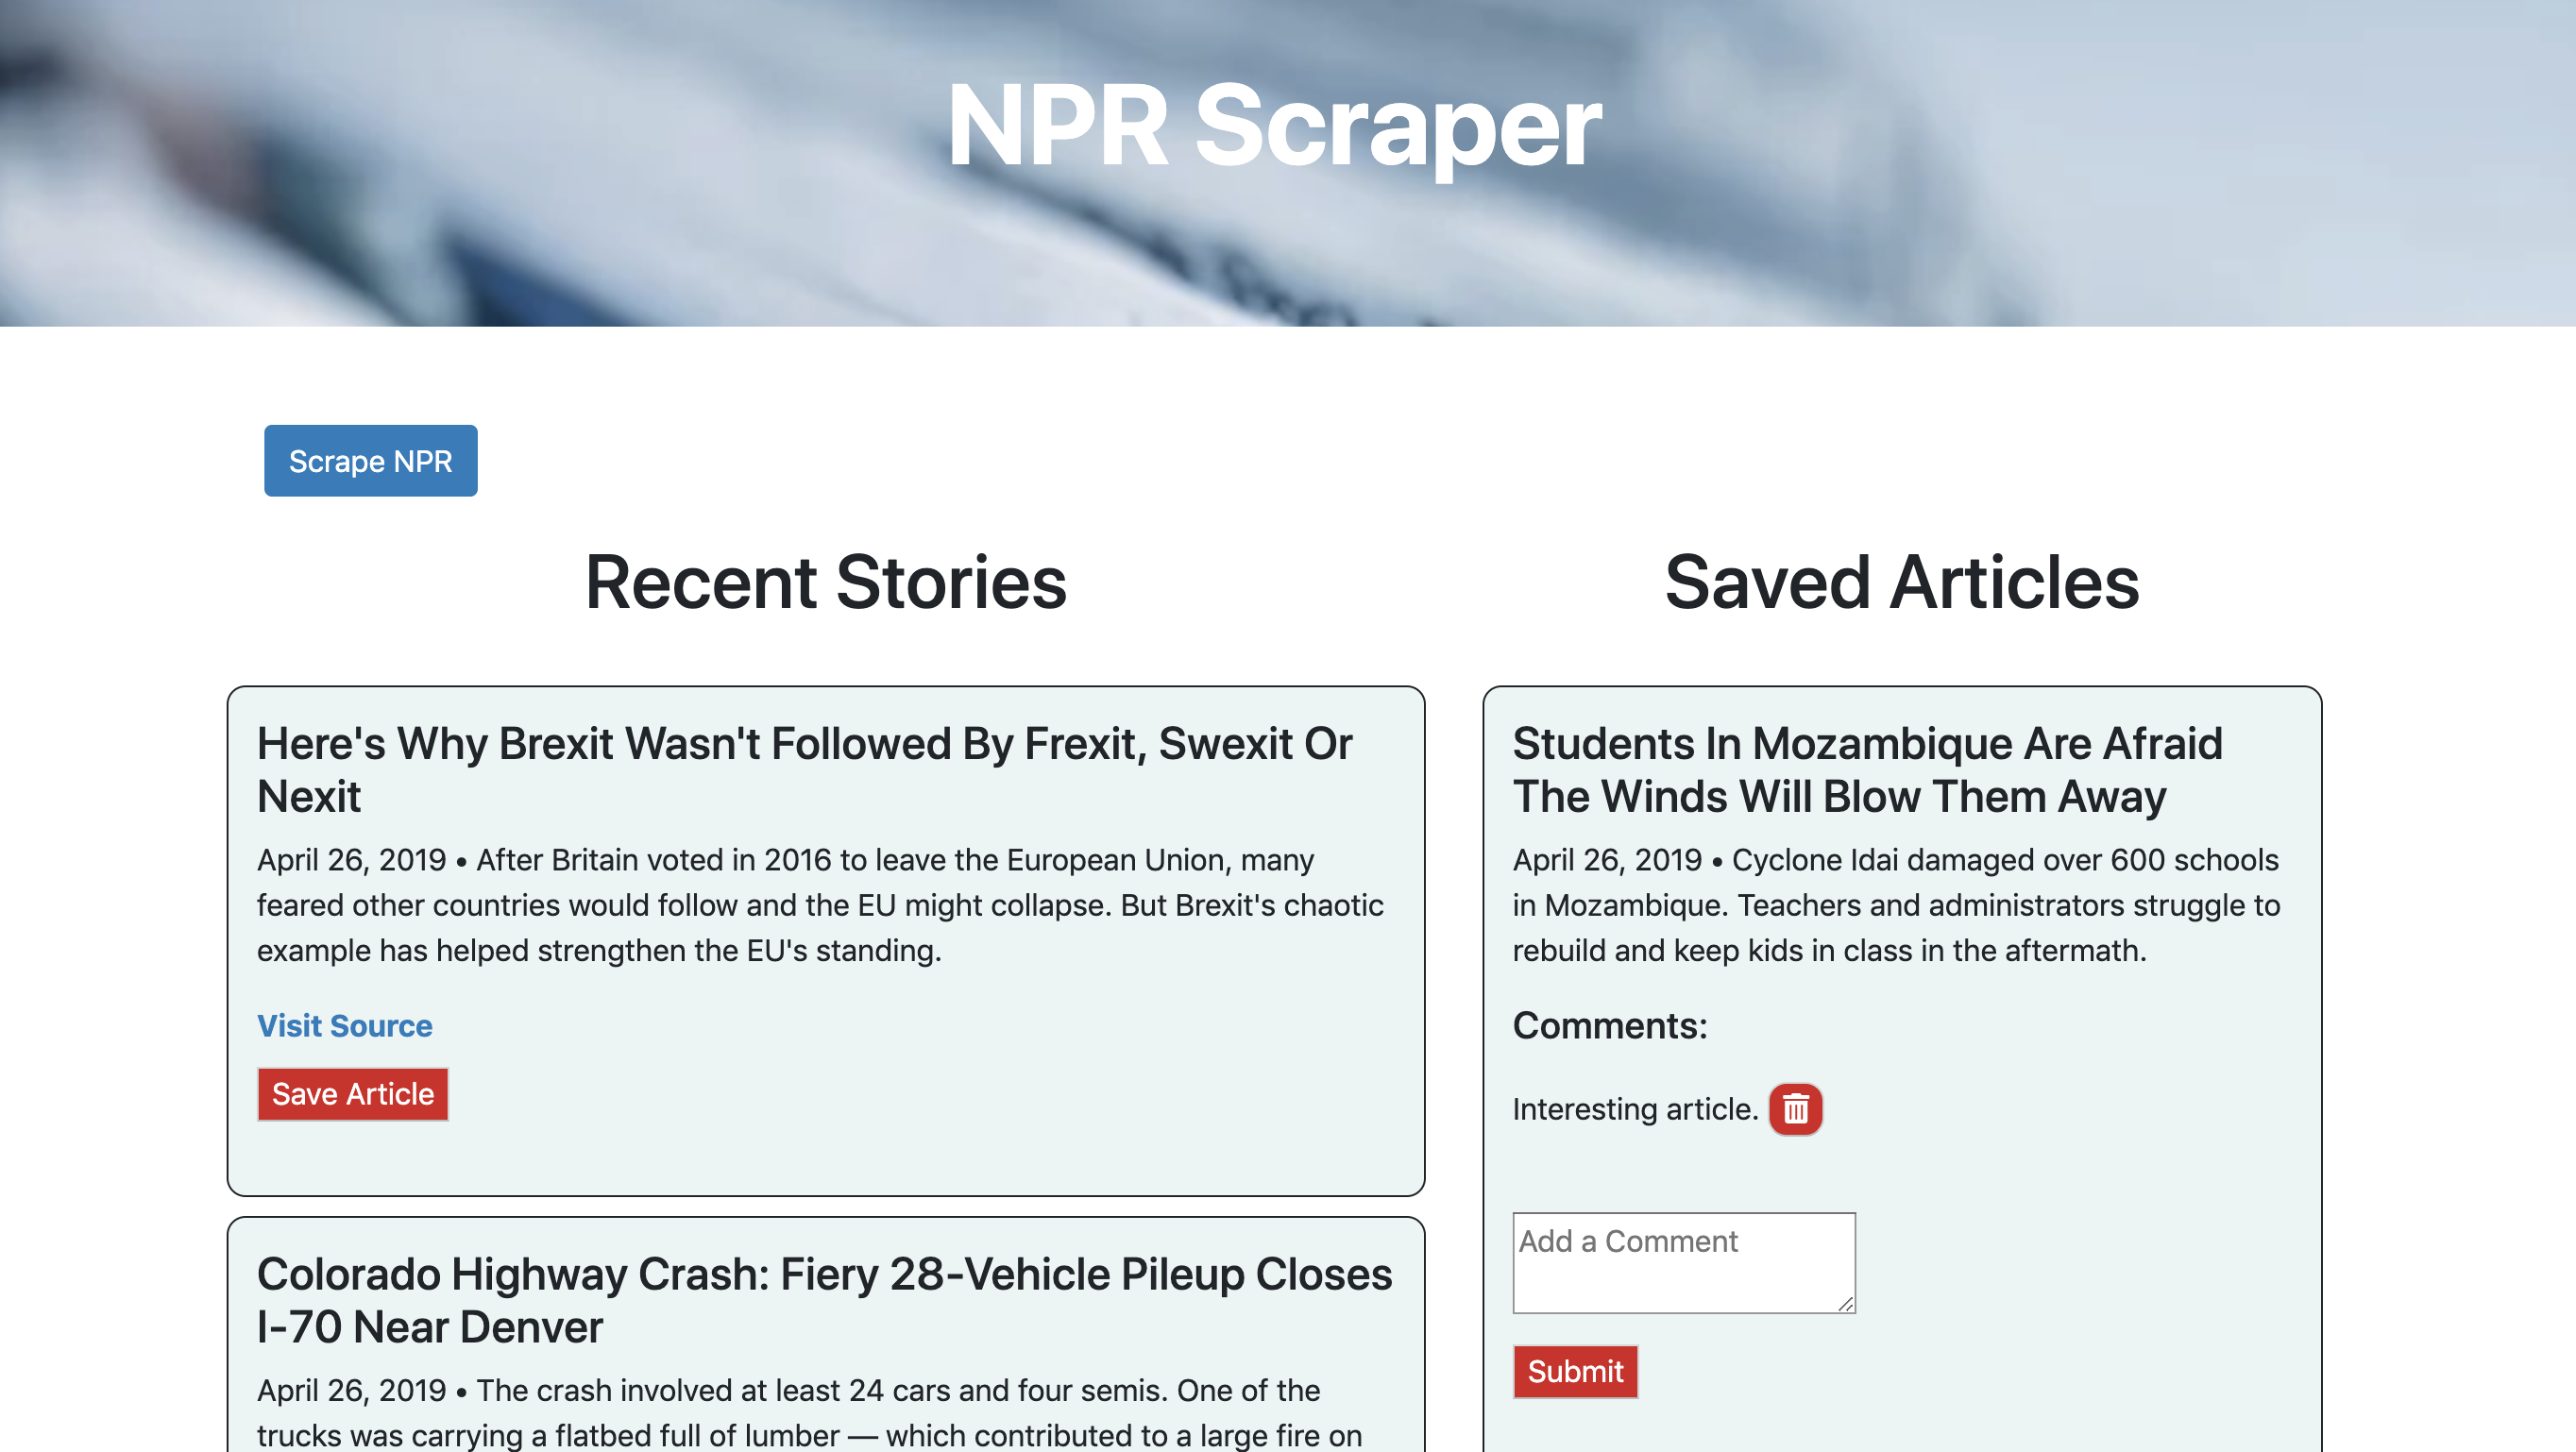 NPR Scraper
Scrape NPR
Recent Stories
Here's Why Brexit Wasn't Followed By Frexit, Swexit Or
Nexit
April 26, 2019 • After Britain voted in 2016 to leave the European Union, many
feared other countries would follow and the EU might collapse. But Brexit's chaotic
example has helped strengthen the EU's standing.
Visit Source
Save Article
Colorado Highway Crash: Fiery 28-Vehicle Pileup Closes
I-70 Near Denver
April 26, 2019 • The crash involved at least 24 cars and four semis. One of the
trucks was carrying a flatbed full of lumber — which contributed to a large fire on
Saved Articles
Students In Mozambique Are Afraid
The Winds Will Blow Them Away
April 26, 2019 • Cyclone Idai damaged over 600 schools
in Mozambique. Teachers and administrators struggle to
rebuild and keep kids in class in the aftermath.
Comments:
Interesting article.
Add a Comment
Submit